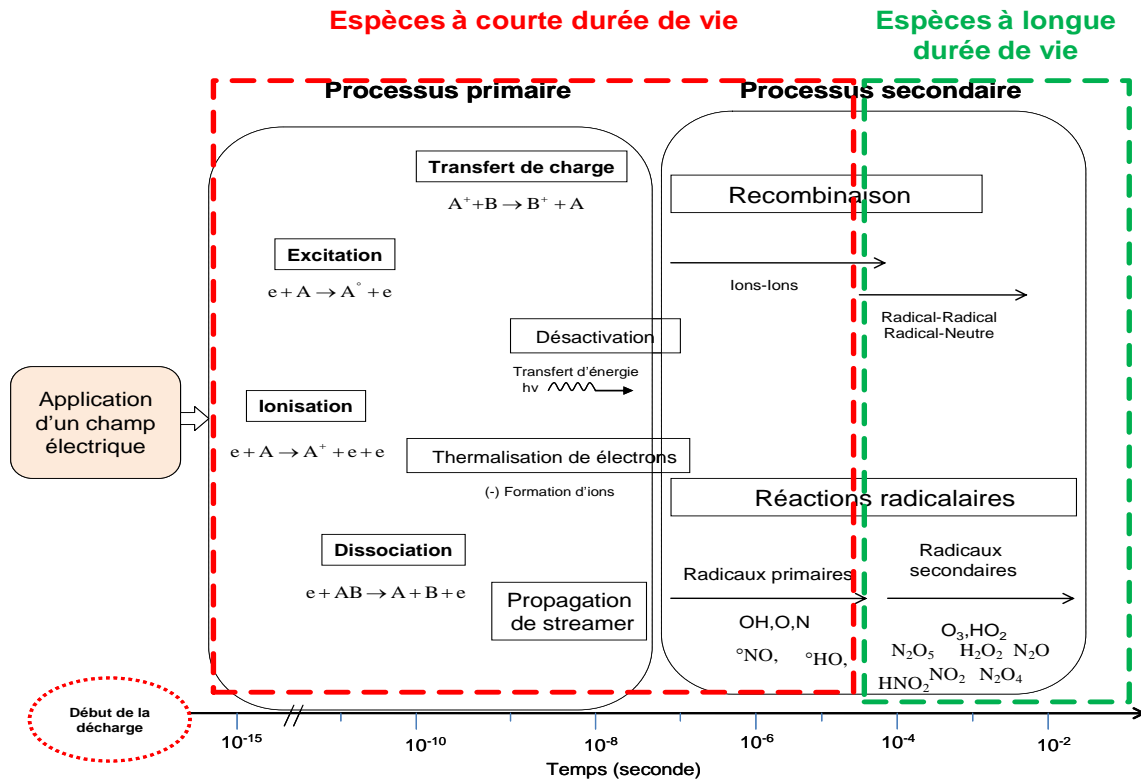 Espèces à courte durée de vie
Espèces à longue
durée de vie
Processus primaire
Processus secondaire
Transfert de charge
A⁺+B → B⁺ + A
Recombinaison
Excitation
e + A → A° + e
Ions-Ions
Radical-Radical
Radical-Neutre
Désactivation
Transfert d'énergie
hv
Application
d'un champ
électrique
Ionisation
e + A → A⁺ + e + e
Thermalisation de électrons
(-) Formation d'ions
Réactions radicalaires
Dissociation
e + AB → A + B + e
Propagation
de streamer
Radicaux primaires
Radicaux
secondaires
OH,O,N
°NO, °HO,
O₃,HO₂
N₂O₅ H₂O₂ N₂O
HNO₂ NO₂ N₂O₄
Début de la
décharge
10⁻¹⁵ 10⁻¹⁰ 10⁻⁸ 10⁻⁶ 10⁻⁴ 10⁻²
Temps (seconde)